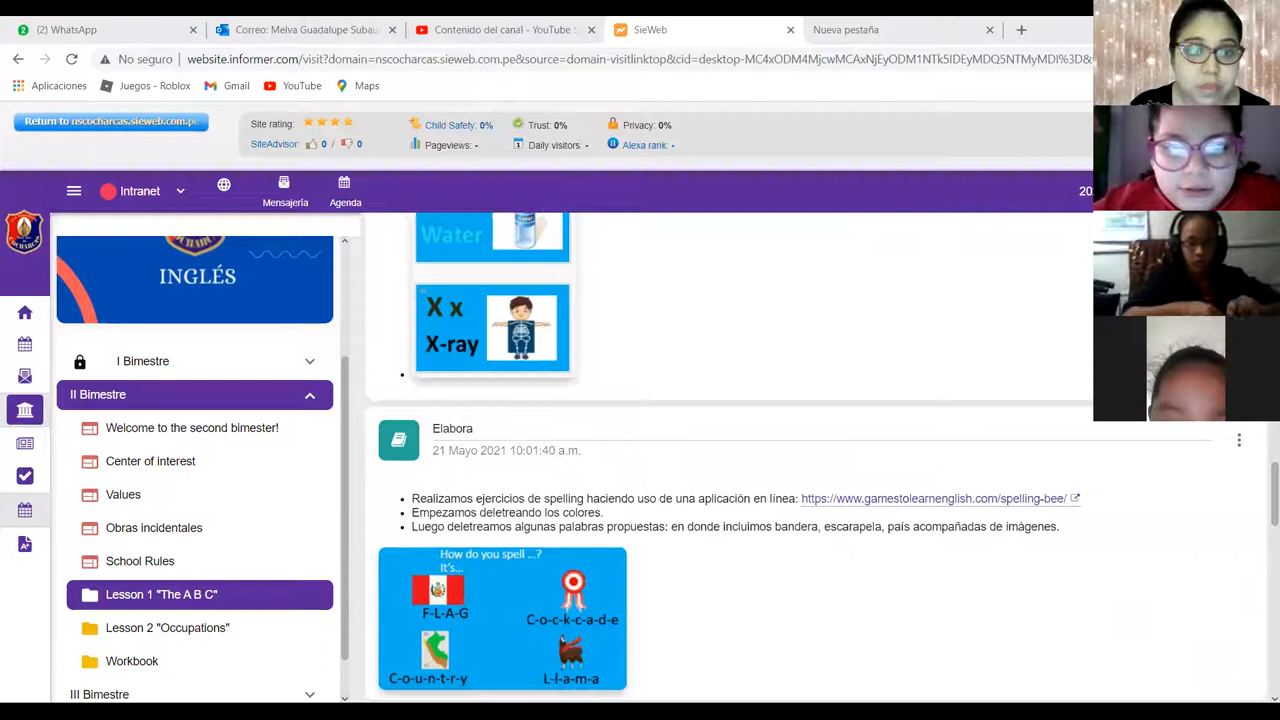 (2) WhatsApp
Correo: Melva Guadalupe Subau
Contenido del canal - YouTube S
SieWeb
Nueva pestaña
No seguro
website.informer.com/visit?domain=nscocharcas.sieweb.com.pe&source=domain-visitlinktop&cid=desktop-MC4xODM4MjcwMCAxNjEyODM1NTk5IDEyMDQ5NTMyMDI%3D&
Aplicaciones
Juegos - Roblox
Gmail
YouTube
Maps
Return to nscocharcas.sieweb.com.pe
Site rating:
Child Safety: 0%
Trust: 0%
Privacy: 0%
SiteAdvisor:
0 /
0
Pageviews: -
Daily visitors: -
Alexa rank: -
Intranet
Mensajería
Agenda
20
INGLÉS
I Bimestre
II Bimestre
Welcome to the second bimester!
Center of interest
Values
Obras incidentales
School Rules
Lesson 1 "The A B C"
Lesson 2 "Occupations"
Workbook
III Bimestre
Water
X x
X-ray
Elabora
21 Mayo 2021 10:01:40 a.m.
Realizamos ejercicios de spelling haciendo uso de una aplicación en línea: https://www.gamestolearnenglish.com/spelling-bee/
Empezamos deletreando los colores.
Luego deletreamos algunas palabras propuestas: en donde incluimos bandera, escarapela, país acompañadas de imágenes.
How do you spell ...?
It's...
F-L-A-G
C-o-c-k-c-a-d-e
C-o-u-n-t-r-y
L-l-a-m-a